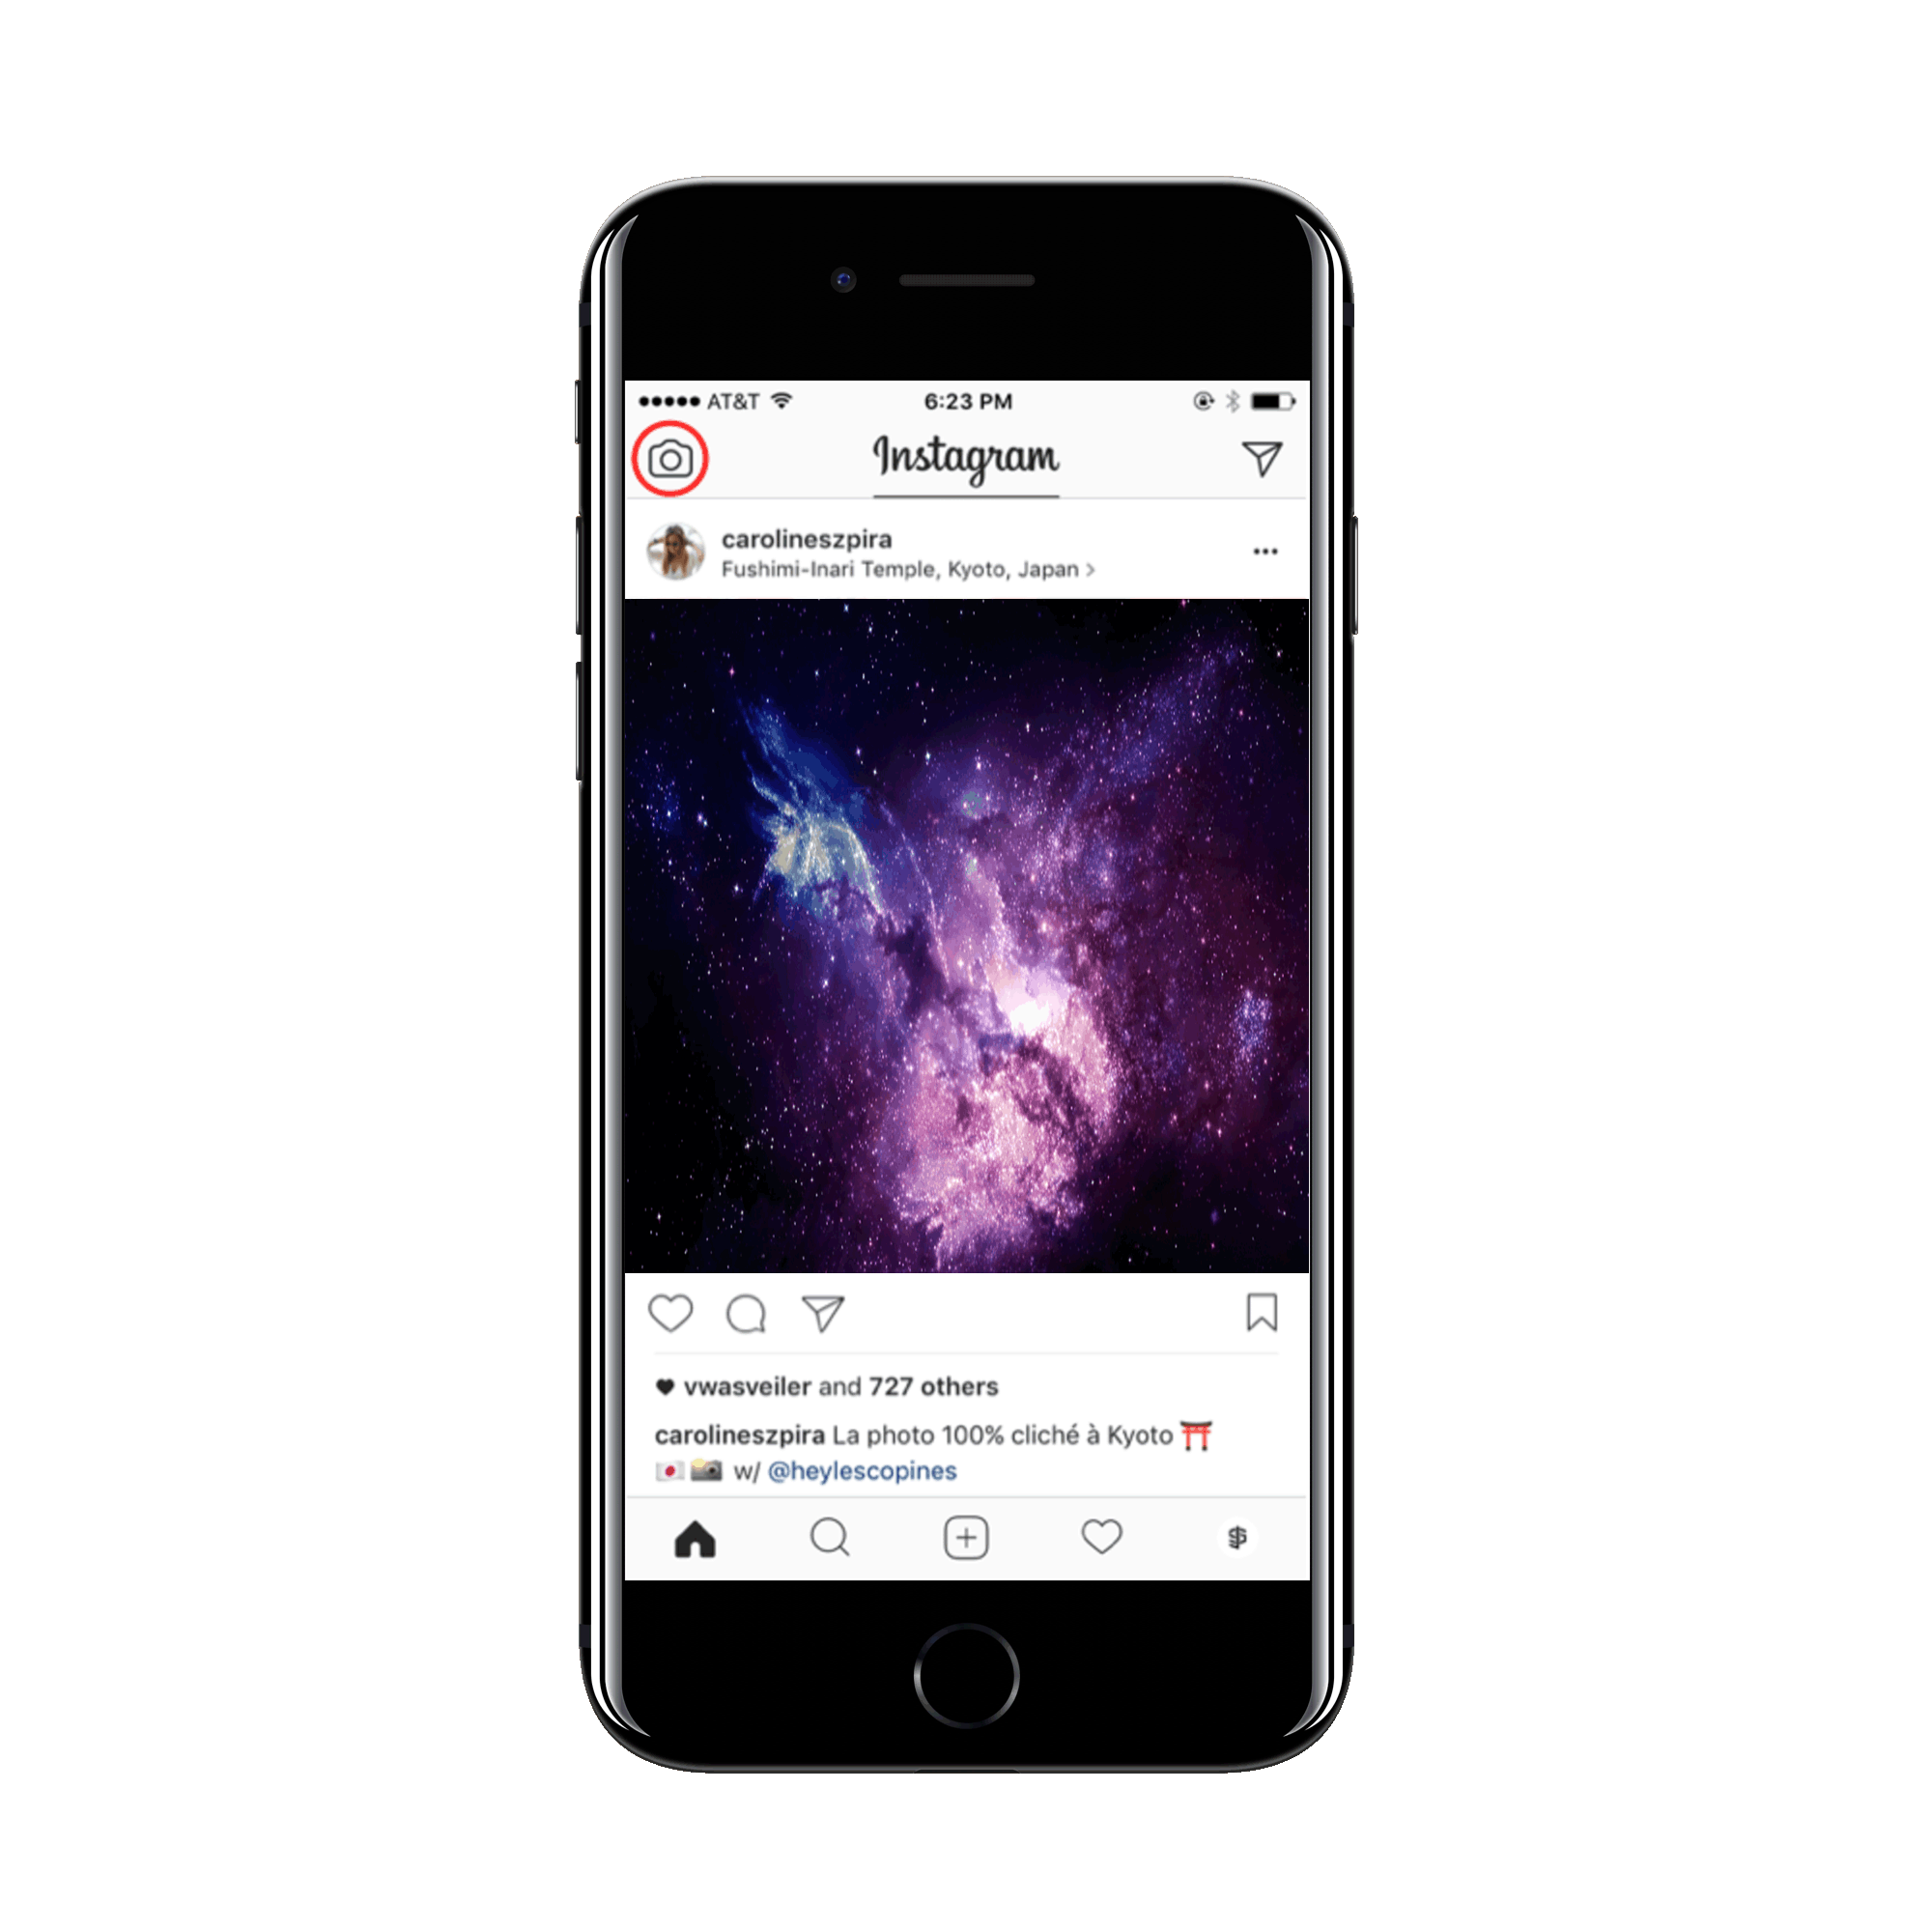 AT&T 6:23 PM
Instagram
carolineszpira
Fushimi-Inari Temple, Kyoto, Japan >
vwasveiler and 727 others
carolineszpira La photo 100% cliché à Kyoto ⛩️
🇯🇵📸 w/ @heylescopines